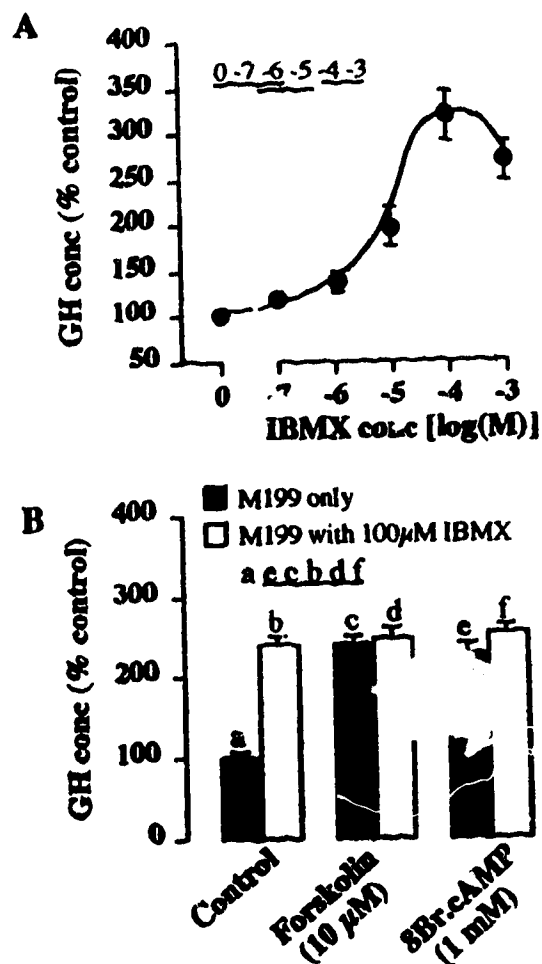 A
GH conc (% control)
400
350
300
250
200
150
100
50
0 -7 -6 -5 -4 -3
0 -6 -5 -4 -3
IBMX [log(M)]
B
M199 only
M199 with 100μM IBMX
a e c b d f
GH conc (% control)
400
300
200
100
0
a b c d e f
Control
Forskolin
(10 μM)
8Br.cAMP
(1 mM)